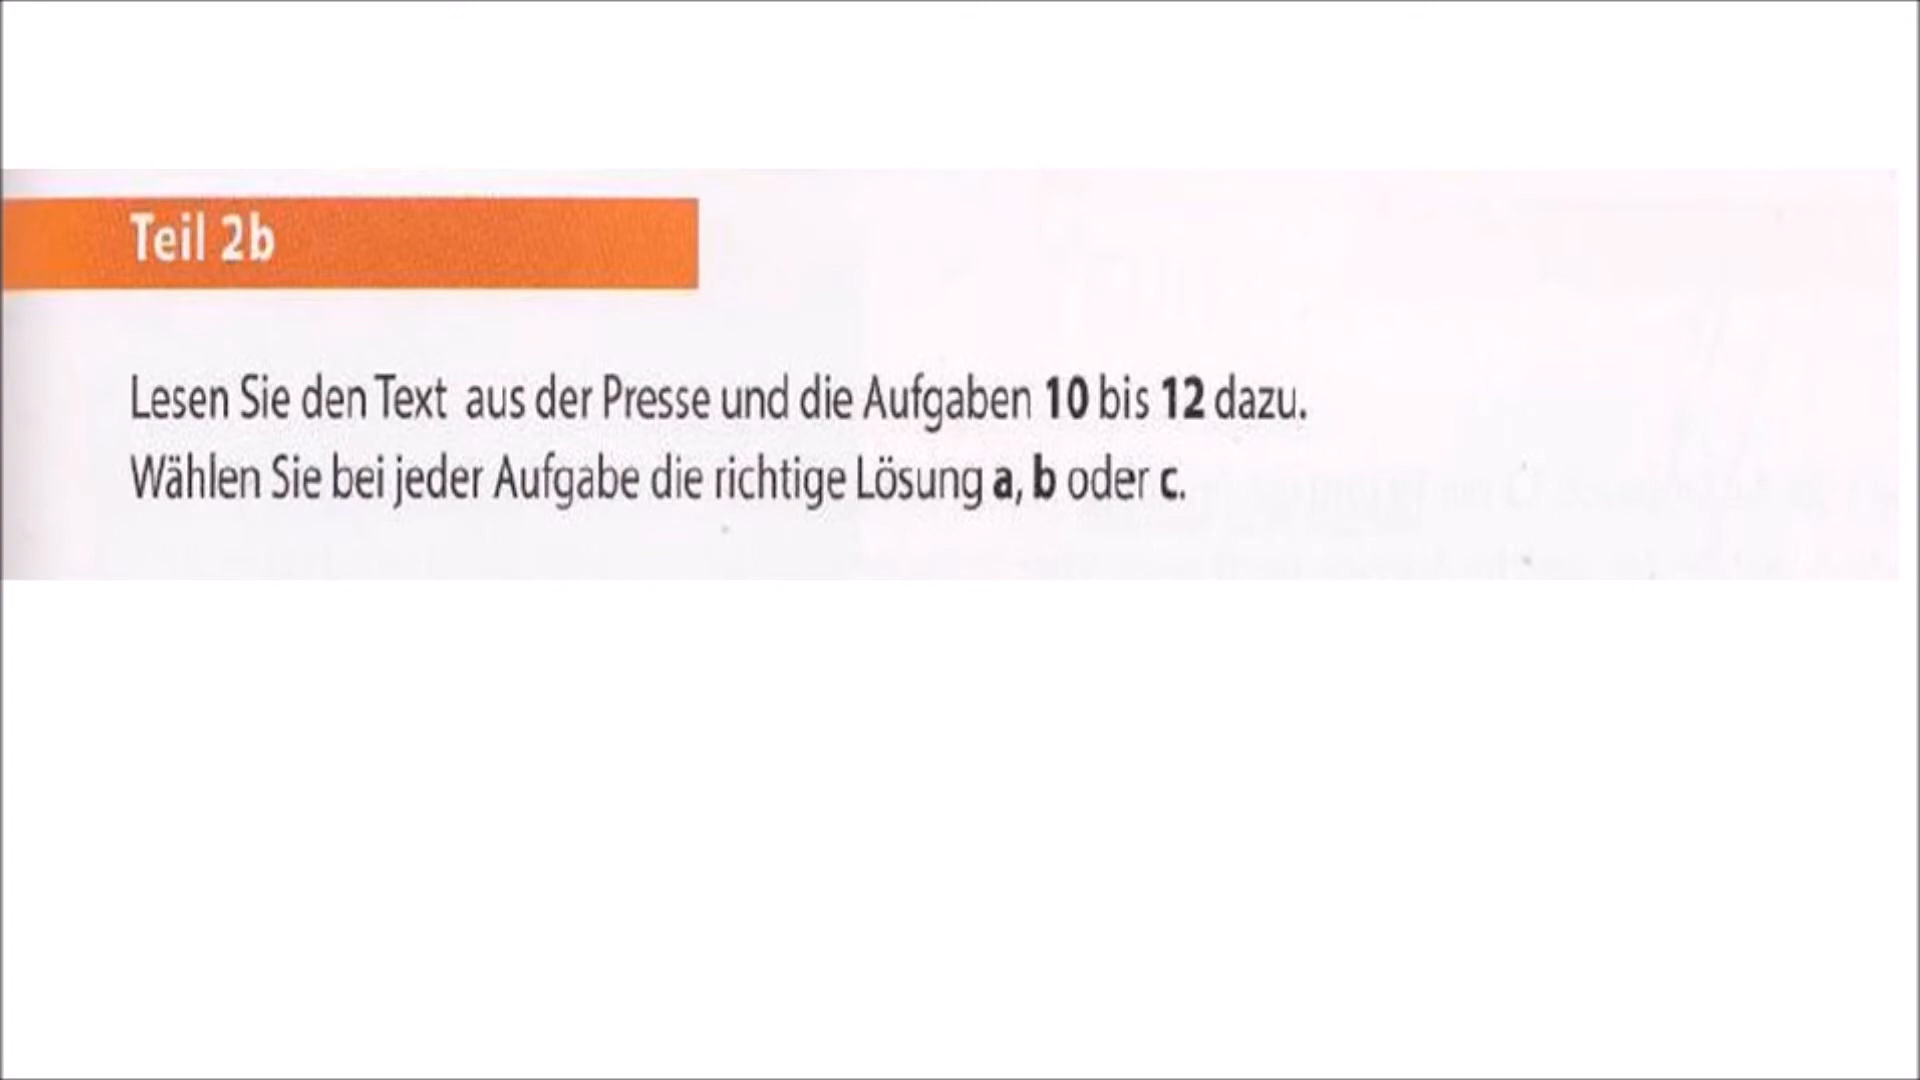 Teil 2b
Lesen Sie den Text aus der Presse und die Aufgaben 10 bis 12 dazu.
Wählen Sie bei jeder Aufgabe die richtige Lösung a, b oder c.